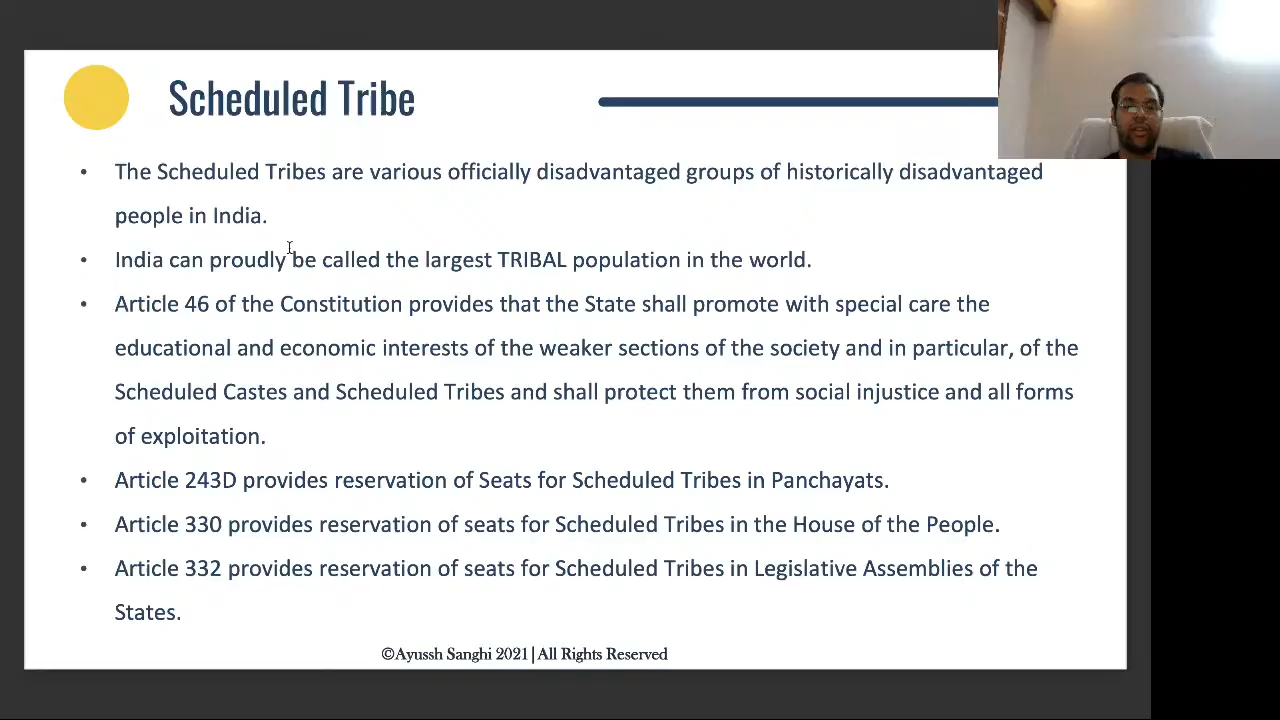 Scheduled Tribe
• The Scheduled Tribes are various officially disadvantaged groups of historically disadvantaged
people in India.
• India can proudly be called the largest TRIBAL population in the world.
• Article 46 of the Constitution provides that the State shall promote with special care the
educational and economic interests of the weaker sections of the society and in particular, of the
Scheduled Castes and Scheduled Tribes and shall protect them from social injustice and all forms
of exploitation.
• Article 243D provides reservation of Seats for Scheduled Tribes in Panchayats.
• Article 330 provides reservation of seats for Scheduled Tribes in the House of the People.
• Article 332 provides reservation of seats for Scheduled Tribes in Legislative Assemblies of the
States.
©Ayussh Sanghi 2021| All Rights Reserved